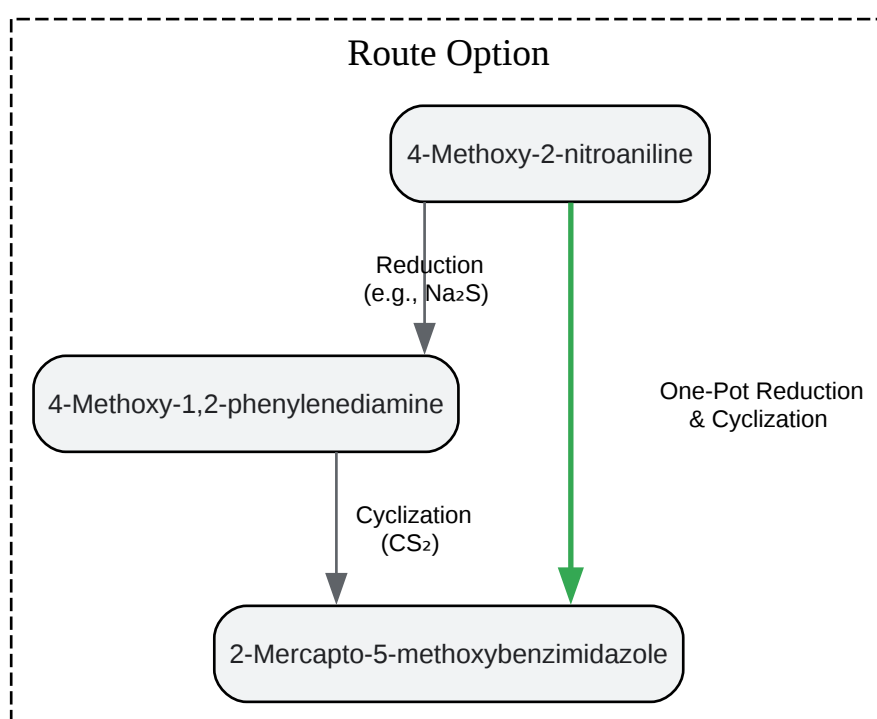 Route Option
4-Methoxy-2-nitroaniline
Reduction
(e.g., Na₂S)
4-Methoxy-1,2-phenylenediamine
One-Pot Reduction
& Cyclization
Cyclization
(CS₂)
2-Mercapto-5-methoxybenzimidazole